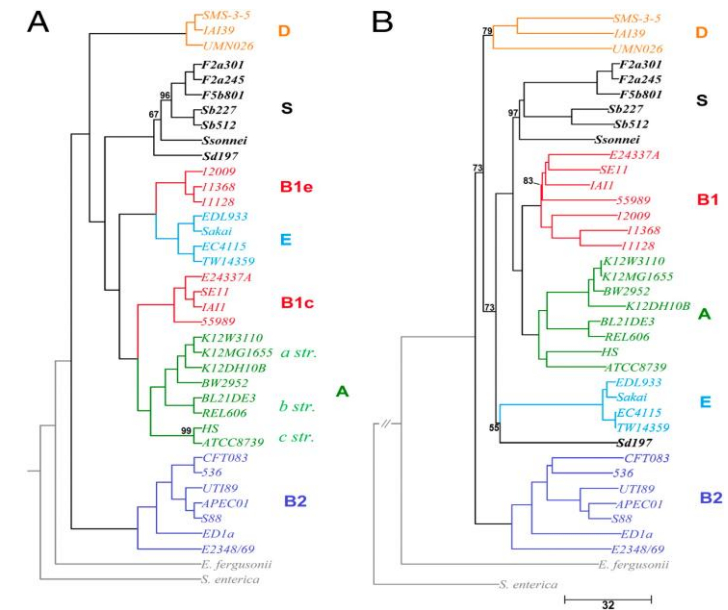 A
SMS-3-5
IAI39
UMN026
D
F2a301
F2a245
F5b801
96
67
Sb227
Sb512
S
Ssonnei
Sd197
12009
11368
11128
B1e
EDL933
Sakai
EC4115
TW14359
E
E24337A
SE11
IAI1
55989
B1c
K12W3110
K12MG1655
a str.
K12DH10B
BW2952
A
BL21DE3
REL606
b str.
99
HS
ATCC8739
c str.
CFT083
536
UTI89
APEC01
S88
B2
ED1a
E2348/69
E. fergusonii
S. enterica
B
79
SMS-3-5
IAI39
UMN026
D
F2a301
F2a245
F5b801
97
Sb227
Sb512
S
Ssonnei
73
83
E24337A
SE11
IAI1
55989
B1
12009
11368
11128
K12W3110
K12MG1655
BW2952
73
K12DH10B
A
BL21DE3
REL606
HS
ATCC8739
EDL933
Sakai
EC4115
TW14359
E
55
Sd197
CFT083
536
UTI89
APEC01
S88
B2
ED1a
E2348/69
E. fergusonii
S. enterica
//
32